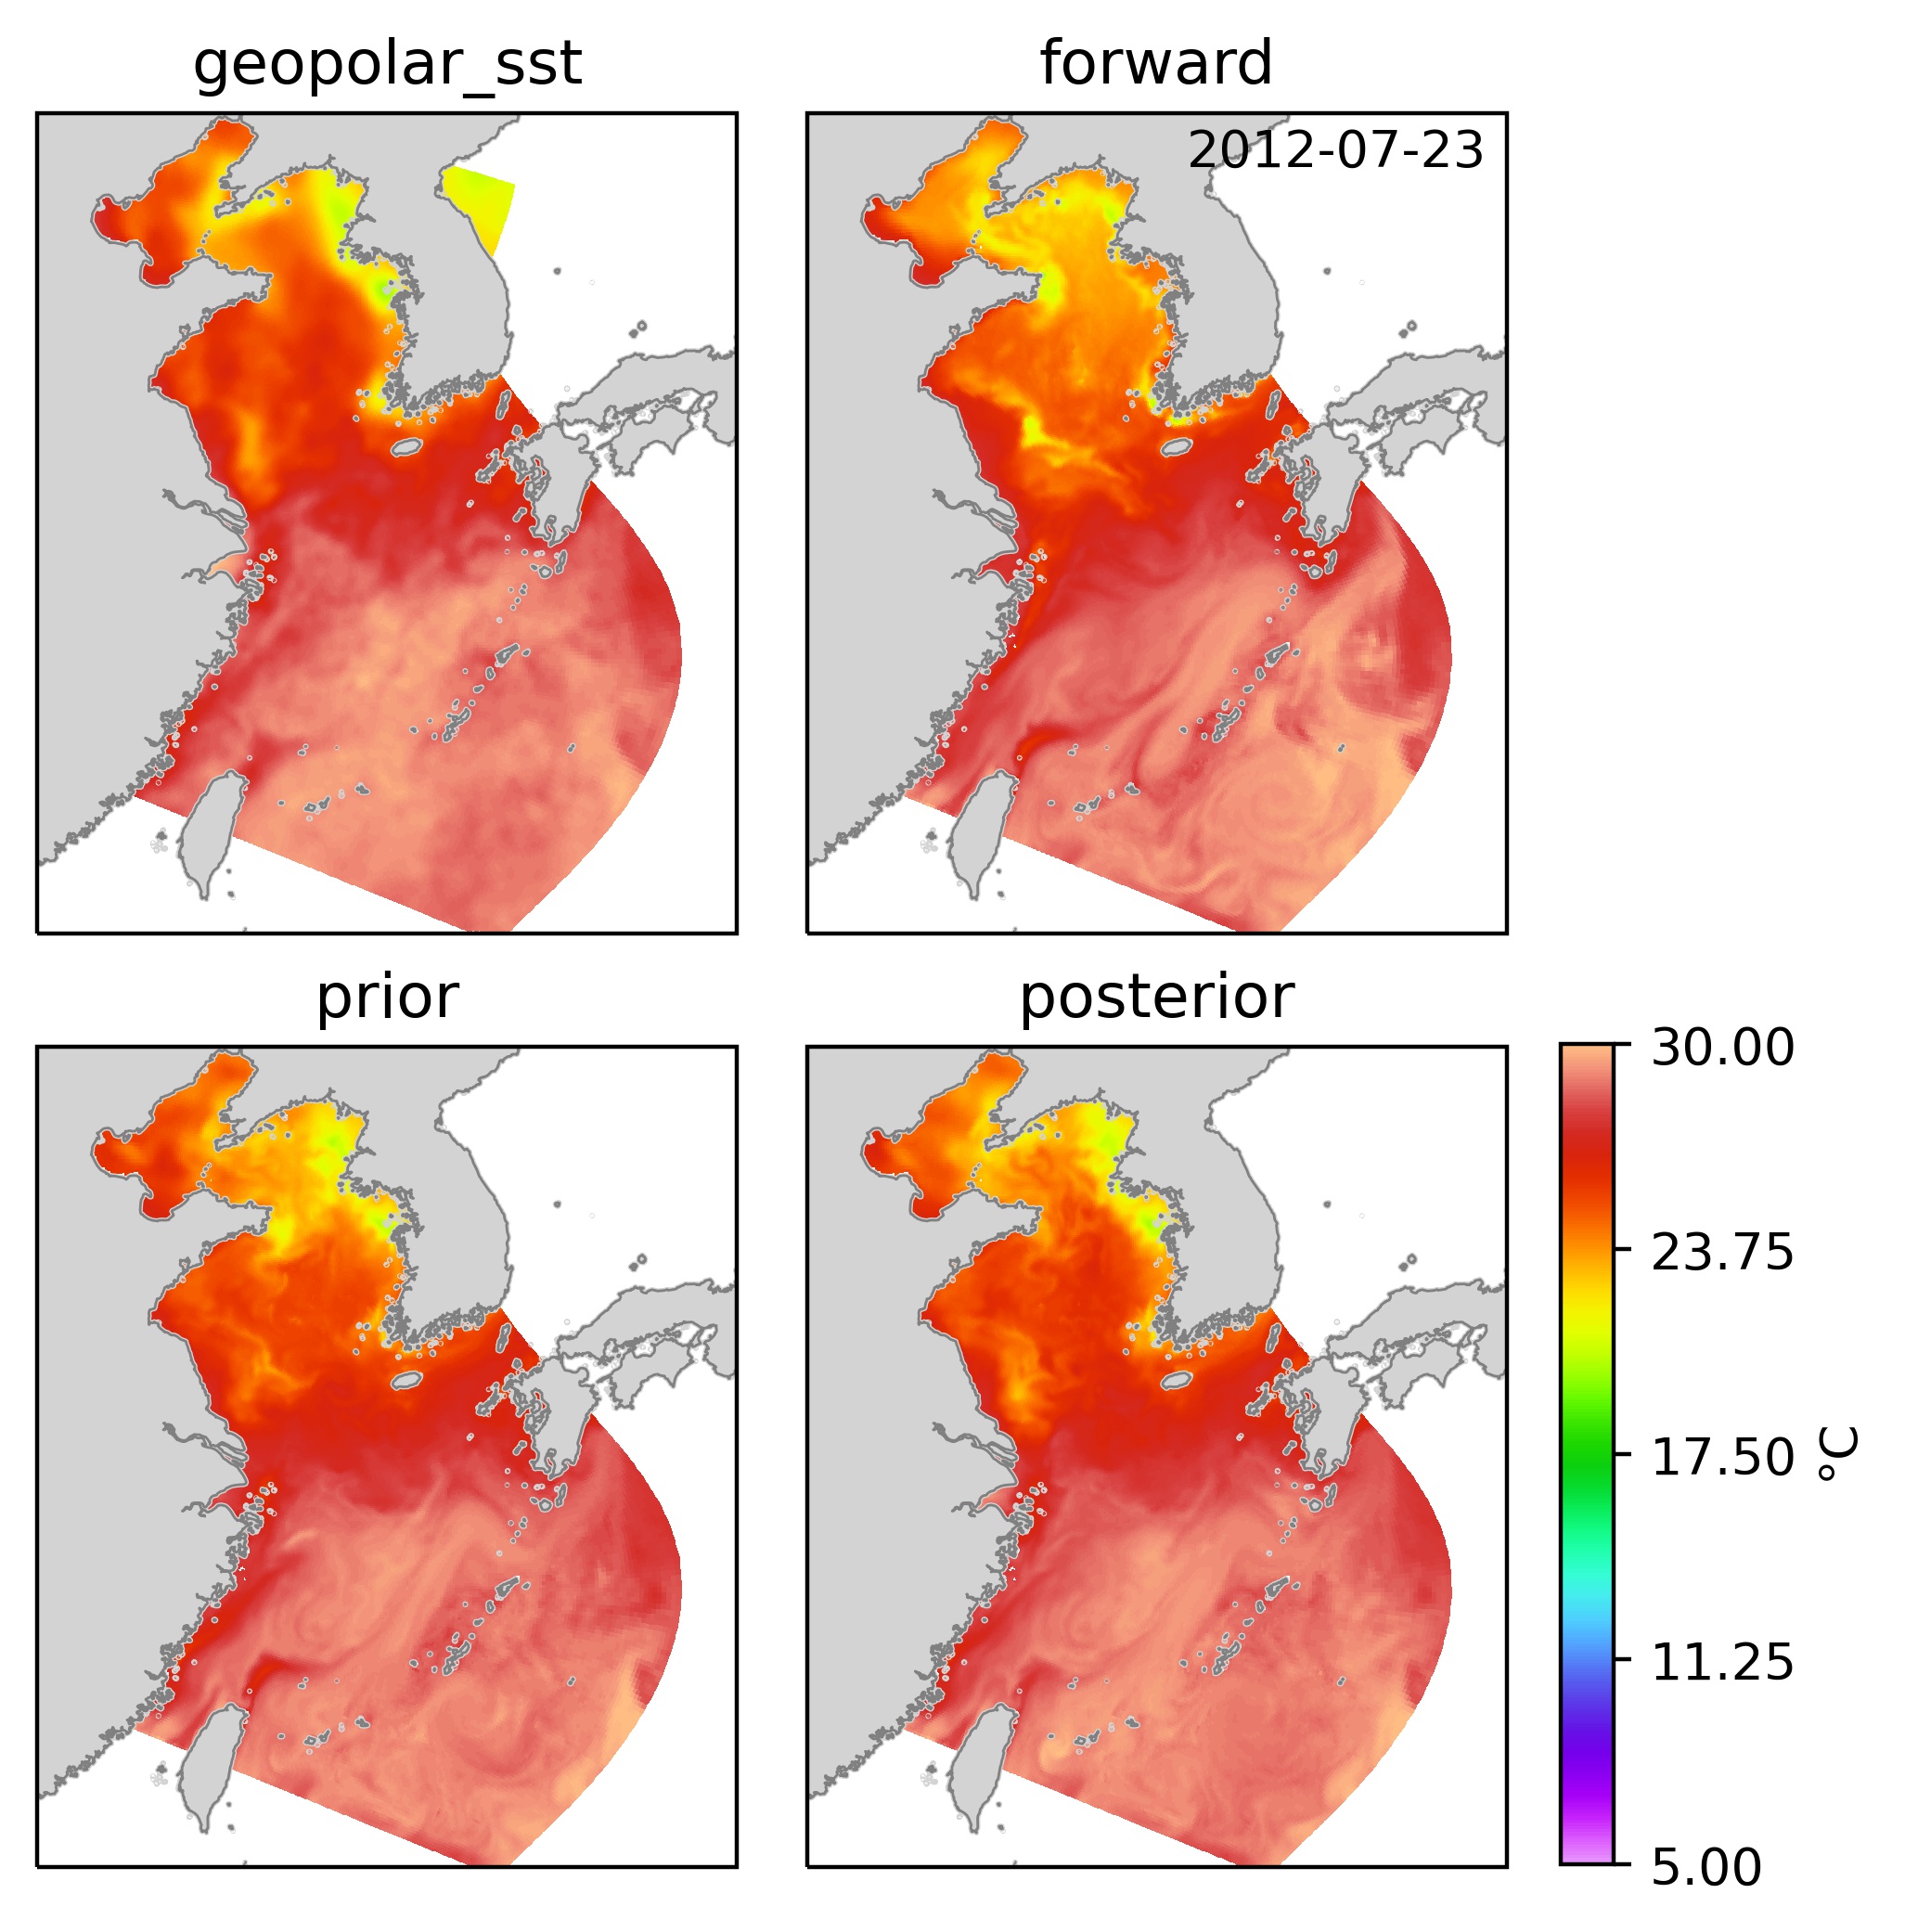 geopolar_sst
forward
2012-07-23
prior
posterior
30.00
23.75
17.50
11.25
5.00
°C